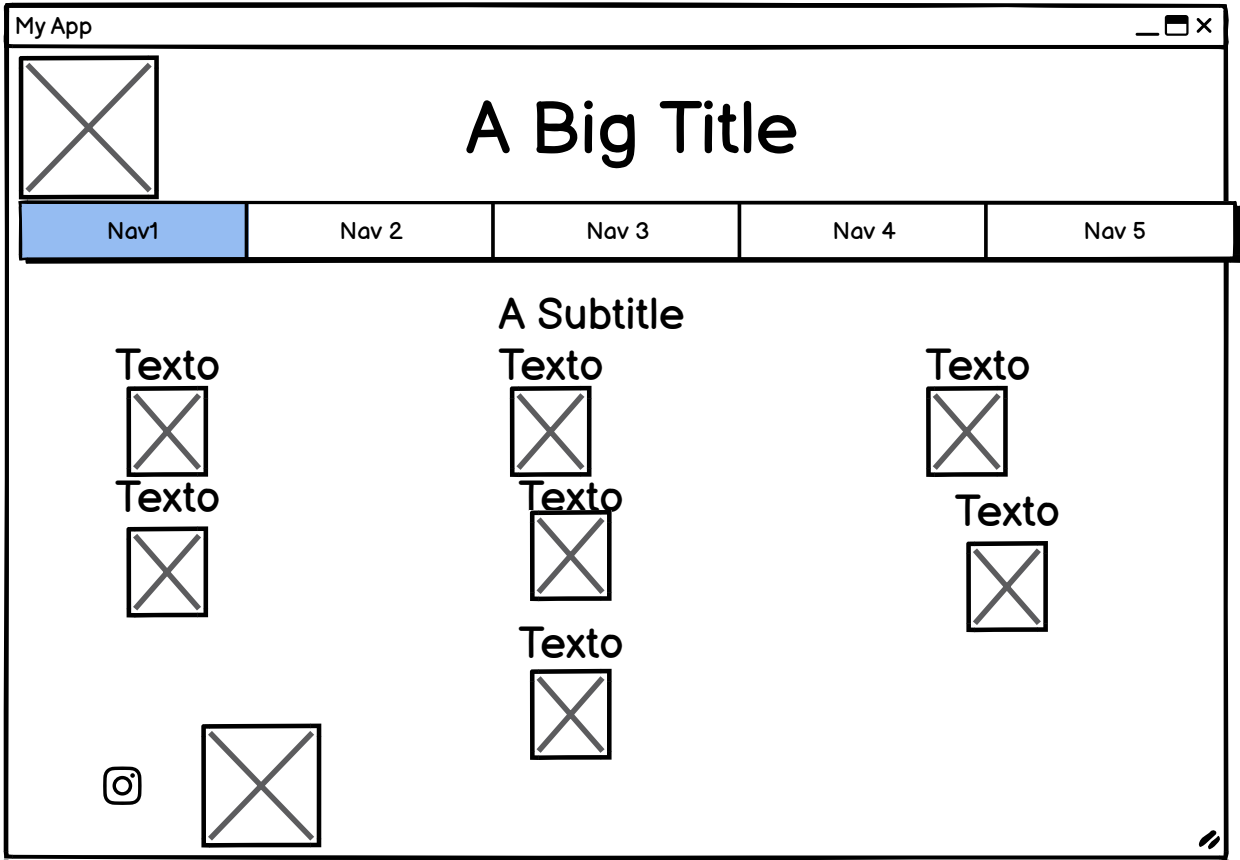 My App
A Big Title
Nav1 Nav 2 Nav 3 Nav 4 Nav 5
A Subtitle
Texto Texto Texto
Texto Texto Texto
Texto